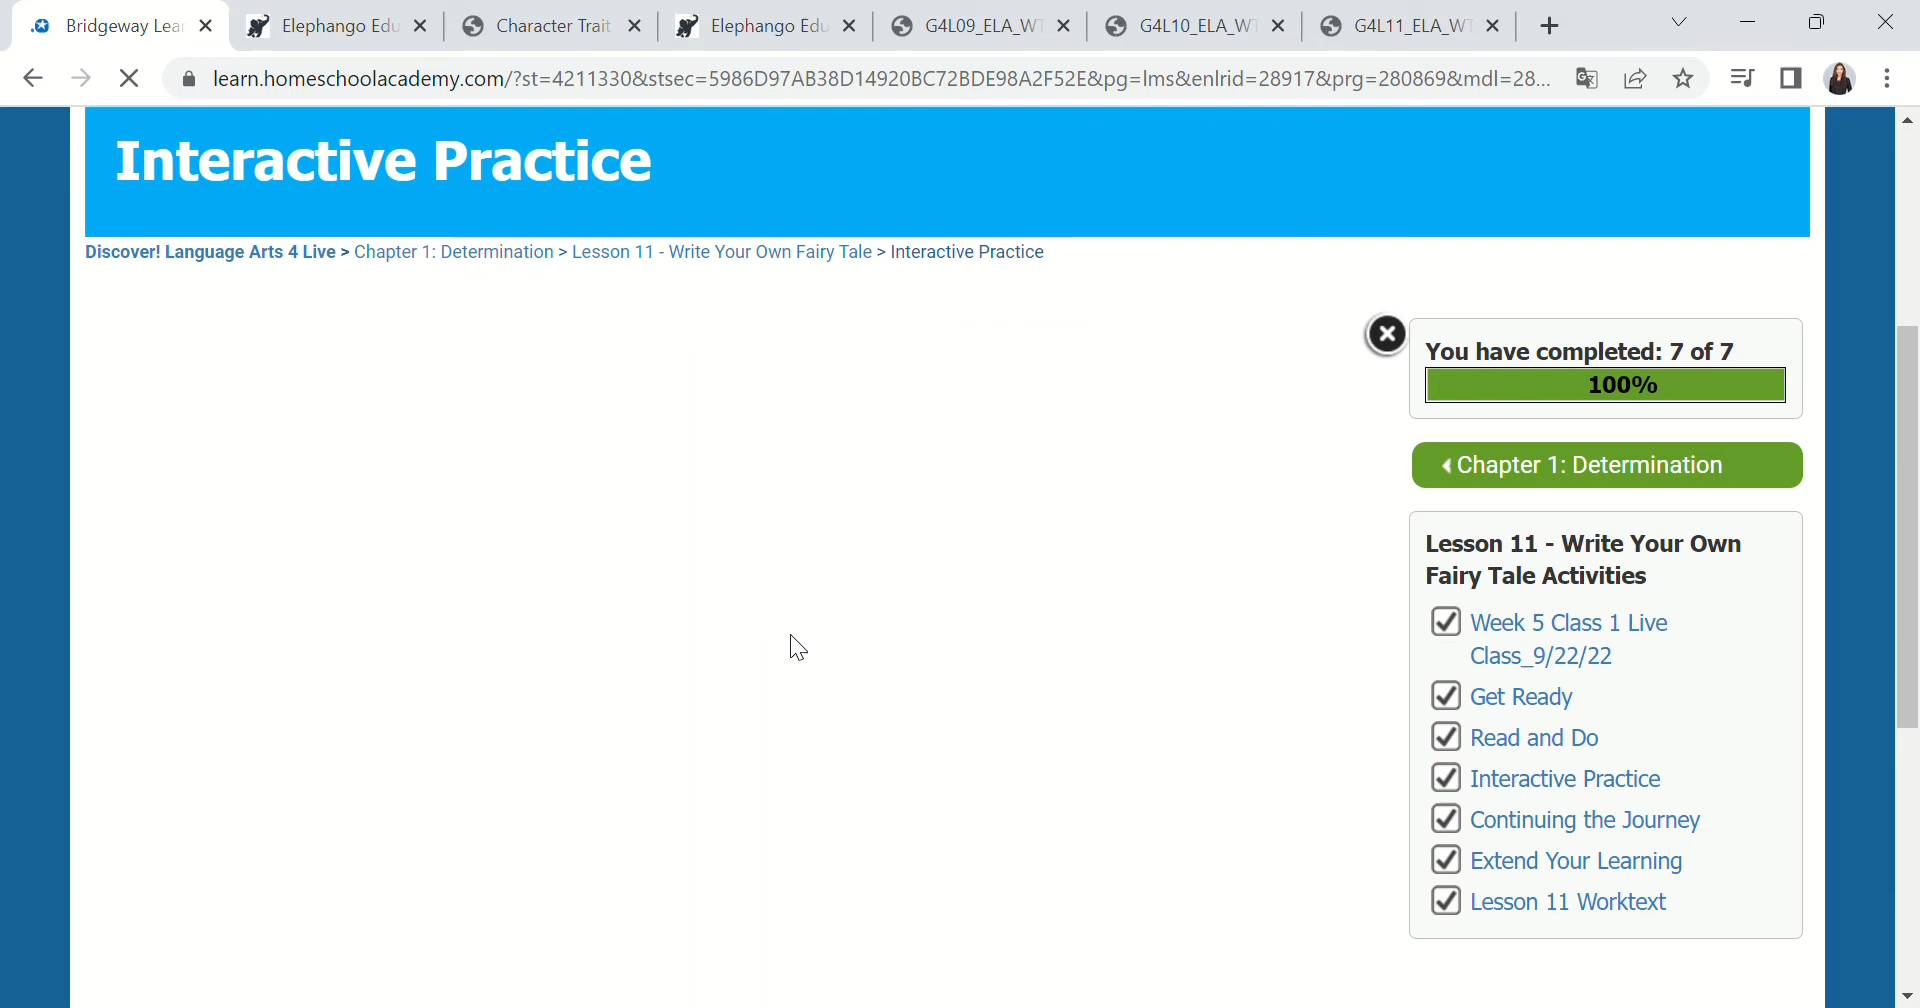 Bridgeway Lear
Elephango Edu
Character Trait
Elephango Edu
G4L09_ELA_WT
G4L10_ELA_WT
G4L11_ELA_WT
learn.homeschoolacademy.com/?st=4211330&stsec=5986D97AB38D14920BC72BDE98A2F52E&pg=lms&enlrid=28917&prg=280869&mdl=28...
Interactive Practice
Discover! Language Arts 4 Live > Chapter 1: Determination > Lesson 11 - Write Your Own Fairy Tale > Interactive Practice
You have completed: 7 of 7
100%
Chapter 1: Determination
Lesson 11 - Write Your Own
Fairy Tale Activities
Week 5 Class 1 Live
Class_9/22/22
Get Ready
Read and Do
Interactive Practice
Continuing the Journey
Extend Your Learning
Lesson 11 Worktext